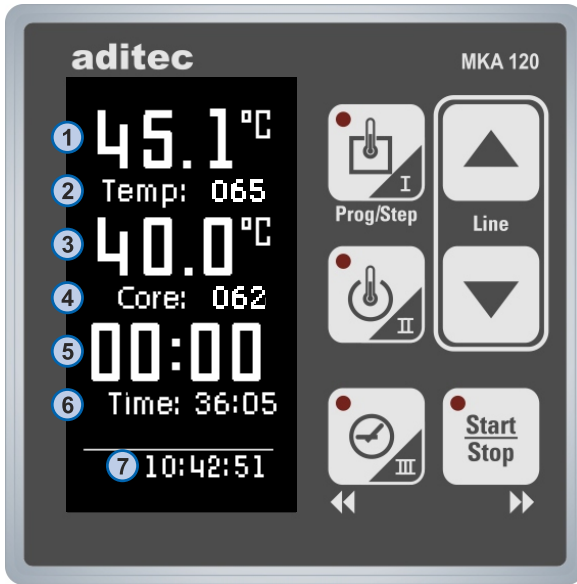 aditec
MKA 120
1 45.1°C
2 Temp: 065
3 40.0°C
4 Core: 062
5 00:00
6 Time: 36:05
7 10:42:51
I
Prog/Step
Line
II
III
Start
Stop